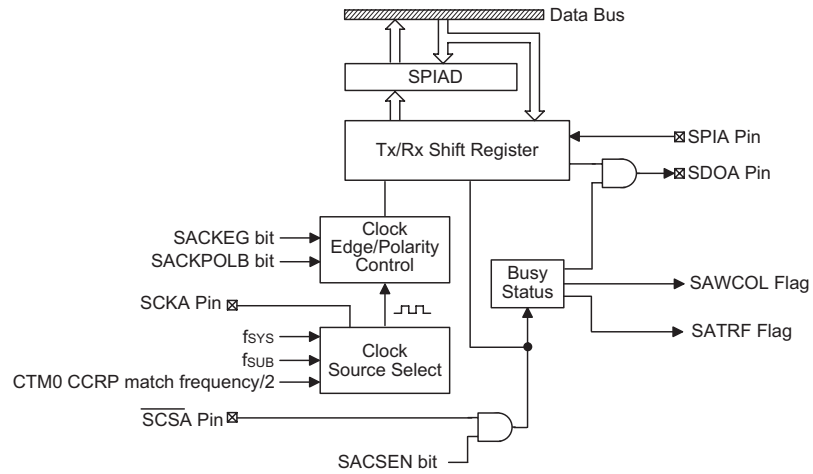 Data Bus
SPIAD
Tx/Rx Shift Register
SPIA Pin
SDOA Pin
SACKEG bit
SACKPOLB bit
Clock
Edge/Polarity
Control
Busy
Status
SAWCOL Flag
SATRF Flag
SCKA Pin
fSYS
fSUB
CTM0 CCRP match frequency/2
Clock
Source Select
SCSA Pin
SACSEN bit